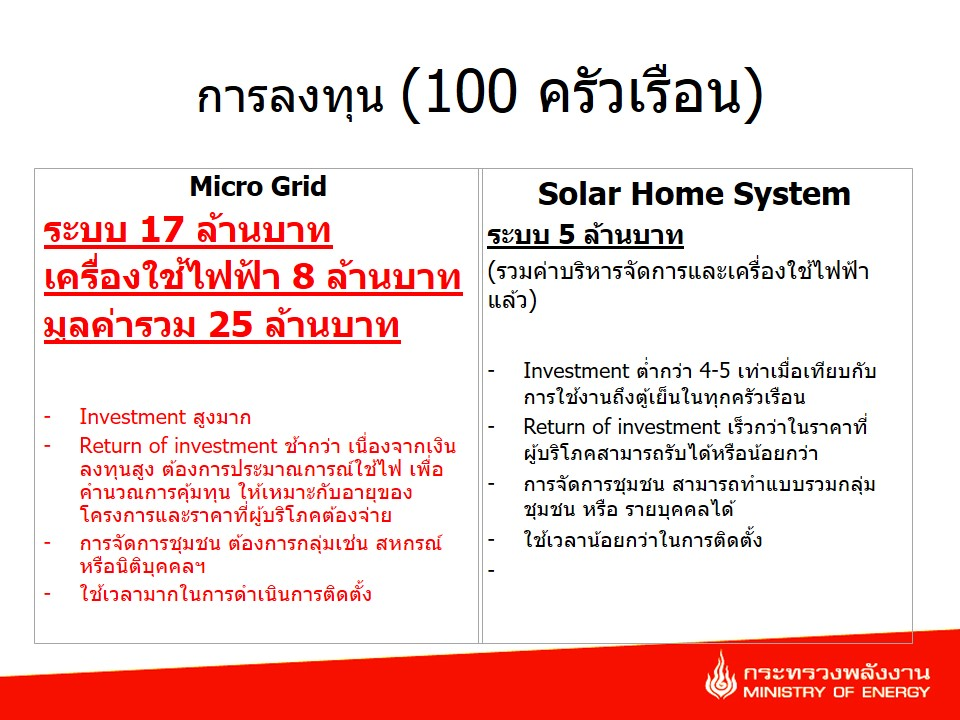 การลงทุน (100 ครัวเรือน)
Micro Grid
ระบบ 17 ล้านบาท
เครื่องใช้ไฟฟ้า 8 ล้านบาท
มูลค่ารวม 25 ล้านบาท
- Investment สูงมาก
- Return of investment ช้ากว่า เนื่องจากเงิน
ลงทุนสูง ต้องการประมาณการณ์ใช้ไฟ เพื่อ
คำนวณการคุ้มทุน ให้เหมาะกับอายุของ
โครงการและราคาที่ผู้บริโภคต้องจ่าย
- การจัดการชุมชน ต้องการกลุ่มเช่น สหกรณ์
หรือนิติบุคคลฯ
- ใช้เวลามากในการดำเนินการติดตั้ง
Solar Home System
ระบบ 5 ล้านบาท
(รวมค่าบริหารจัดการและเครื่องใช้ไฟฟ้า
แล้ว)
- Investment ต่ำกว่า 4-5 เท่าเมื่อเทียบกับ
การใช้งานถึงตู้เย็นในทุกครัวเรือน
- Return of investment เร็วกว่าในราคาที่
ผู้บริโภคสามารถรับได้หรือน้อยกว่า
- การจัดการชุมชน สามารถทำแบบรวมกลุ่ม
ชุมชน หรือ รายบุคคลได้
- ใช้เวลาน้อยกว่าในการติดตั้ง
-
กระทรวงพลังงาน
MINISTRY OF ENERGY